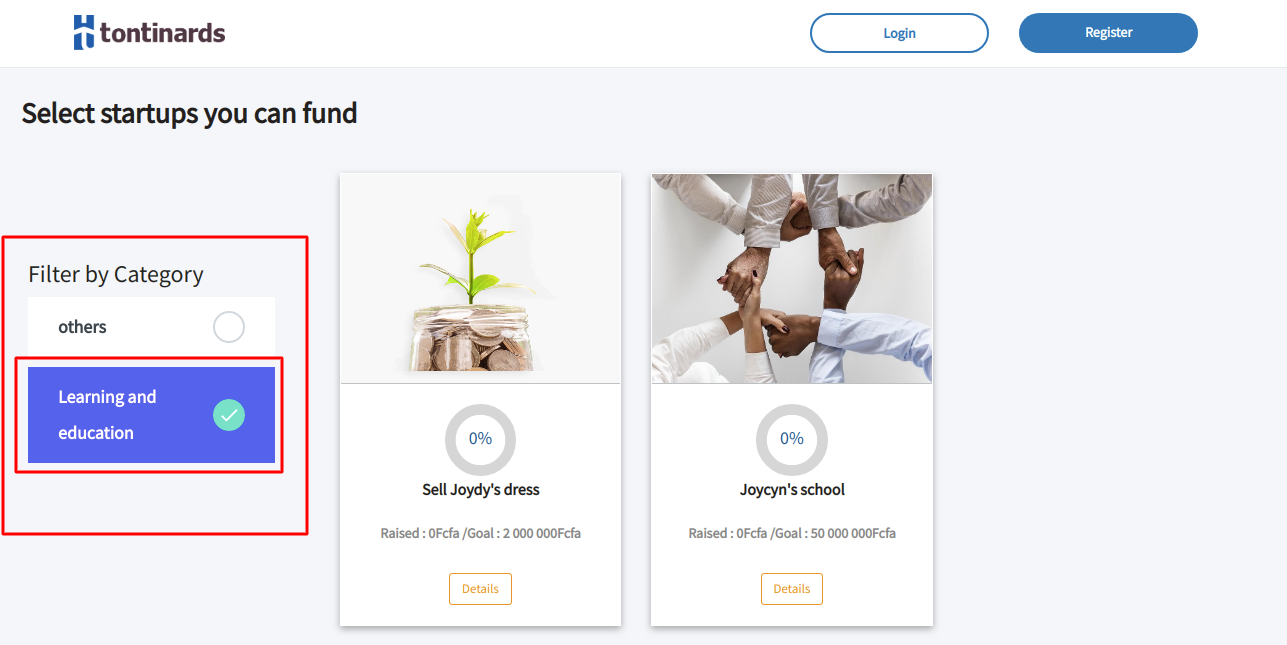 tontinards
Login
Register
Select startups you can fund
Filter by Category
others
Learning and
education
0%
Sell Joydy's dress
Raised : 0Fcfa /Goal : 2 000 000Fcfa
Details
0%
Joycyn's school
Raised : 0Fcfa /Goal : 50 000 000Fcfa
Details